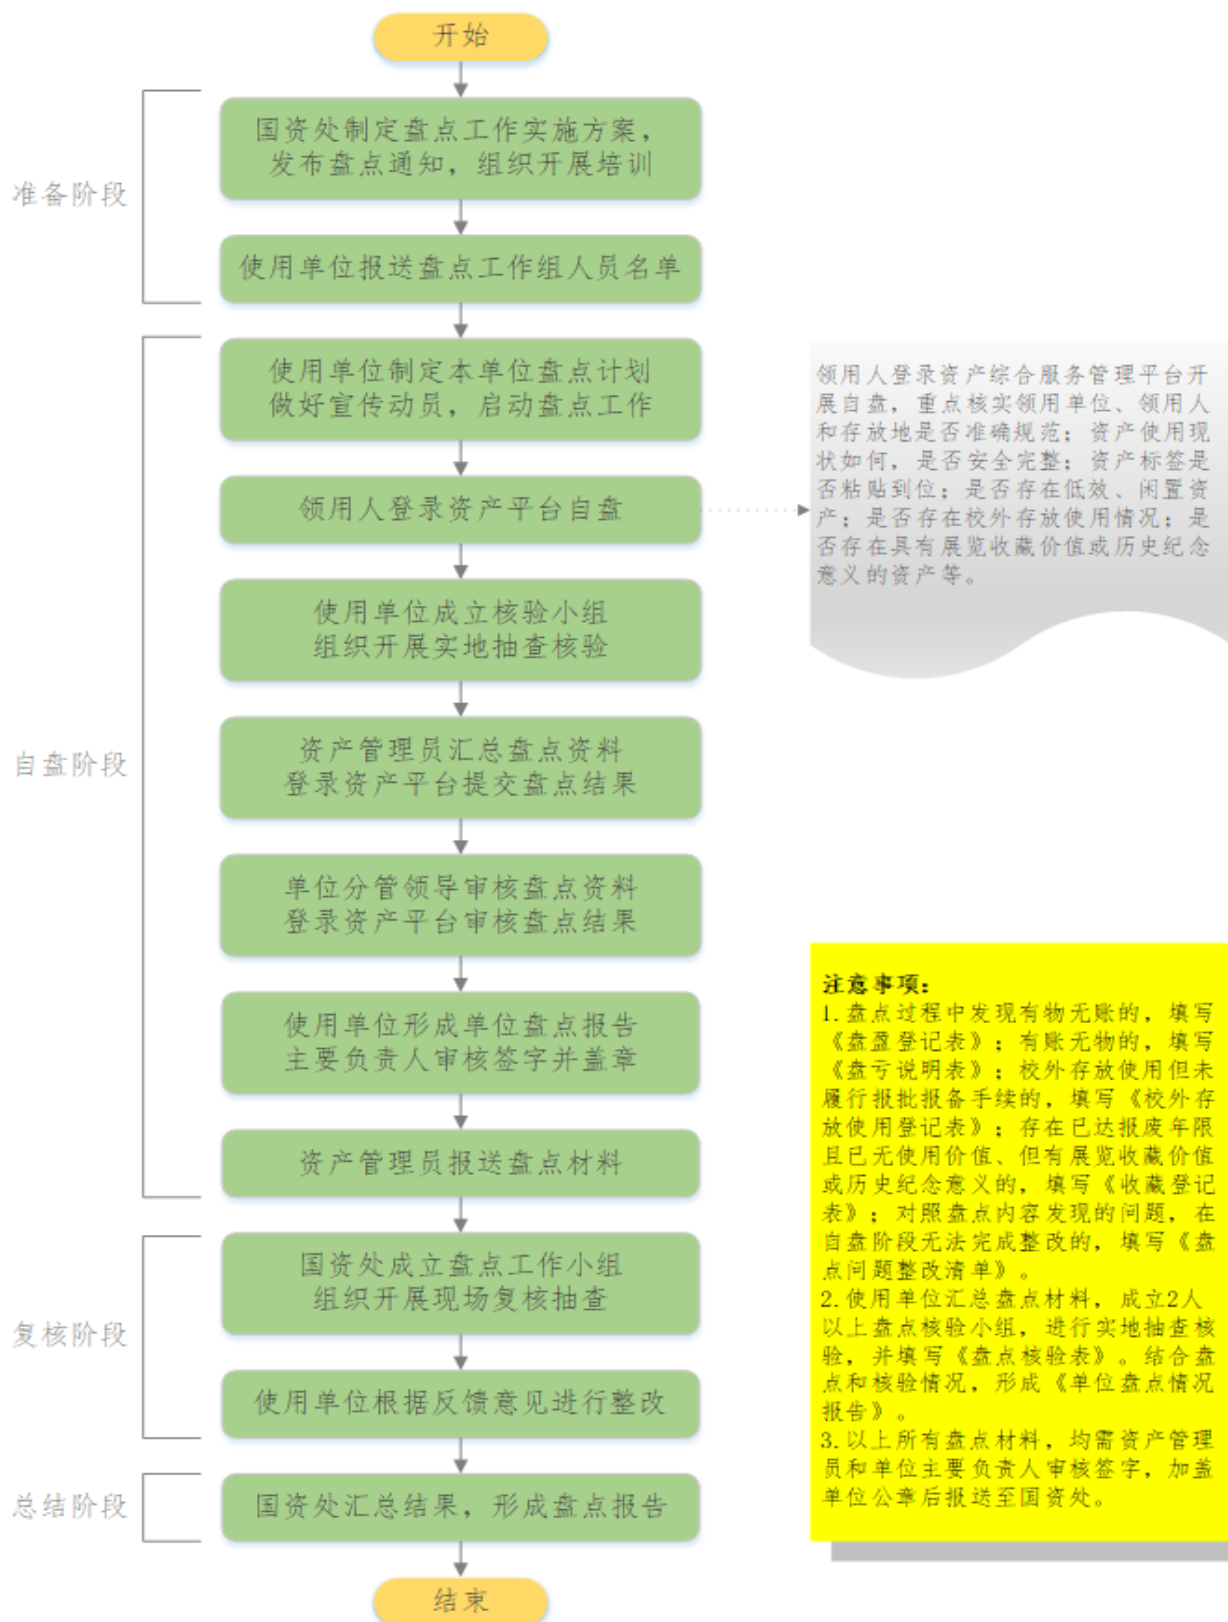 开始
准备阶段
国资处制定盘点工作实施方案，
发布盘点通知，组织开展培训
使用单位报送盘点工作组人员名单
自盘阶段
使用单位制定本单位盘点计划
做好宣传动员，启动盘点工作
领用人登录资产平台自盘
领用人登录资产综合服务管理平台开
展自盘，重点核实领用单位、领用人
和存放地是否准确规范；资产使用现
状如何，是否安全完整；资产标签是
否粘贴到位；是否存在低效、闲置资
产；是否存在校外存放使用情况；是
否存在具有展览收藏价值或历史纪念
意义的资产等。
使用单位成立核验小组
组织开展实地抽查核验
资产管理员汇总盘点资料
登录资产平台提交盘点结果
单位分管领导审核盘点资料
登录资产平台审核盘点结果
使用单位形成单位盘点报告
主要负责人审核签字并盖章
资产管理员报送盘点材料
复核阶段
国资处成立盘点工作小组
组织开展现场复核抽查
使用单位根据反馈意见进行整改
总结阶段
国资处汇总结果，形成盘点报告
结束
注意事项：
1.盘点过程中发现有物无账的，填写
《盘盈登记表》；有账无物的，填写
《盘亏说明表》；校外存放使用但未
履行报批报备手续的，填写《校外存
放使用登记表》；存在已达报废年限
且已无使用价值、但有展览收藏价值
或历史纪念意义的，填写《收藏登记
表》；对照盘点内容发现的问题，在
自盘阶段无法完成整改的，填写《盘
点问题整改清单》。
2.使用单位汇总盘点材料，成立2人
以上盘点核验小组，进行实地抽查核
验，并填写《盘点核验表》。结合盘
点和核验情况，形成《单位盘点情况
报告》。
3.以上所有盘点材料，均需资产管理
员和单位主要负责人审核签字，加盖
单位公章后报送至国资处。